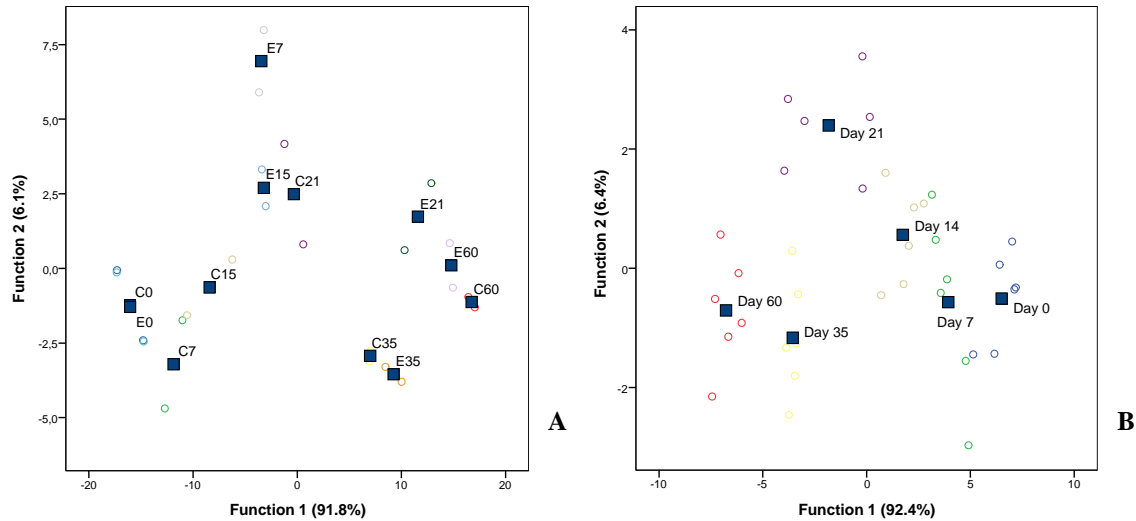 7,5
5,0
2,5
0,0
-2,5
-5,0
Function 2 (6.1%)
E7
E15
C21
E21
E60
C60
C15
C0
E0
C7
C35
E35
-20
-10
0
10
20
Function 1 (91.8%)
A
4
2
0
-2
Function 2 (6.4%)
Day 21
Day 14
Day 60
Day 35
Day 7
Day 0
-10
-5
0
5
10
Function 1 (92.4%)
B